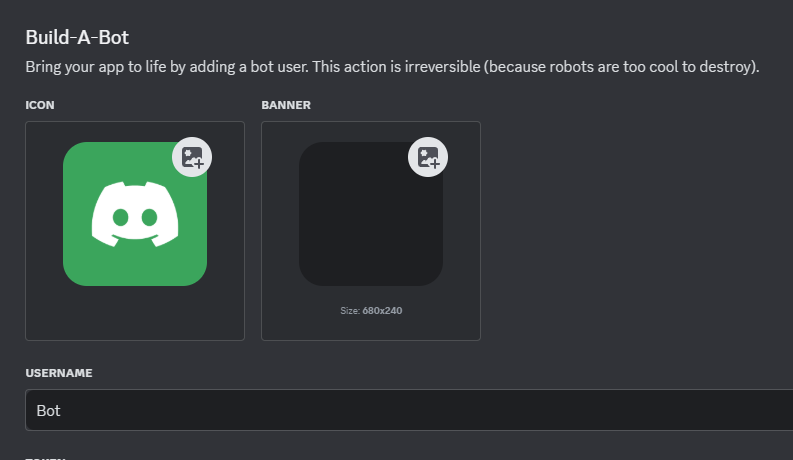 Build-A-Bot
Bring your app to life by adding a bot user. This action is irreversible (because robots are too cool to destroy).
ICON
BANNER
Size: 680x240
USERNAME
Bot
TOKEN